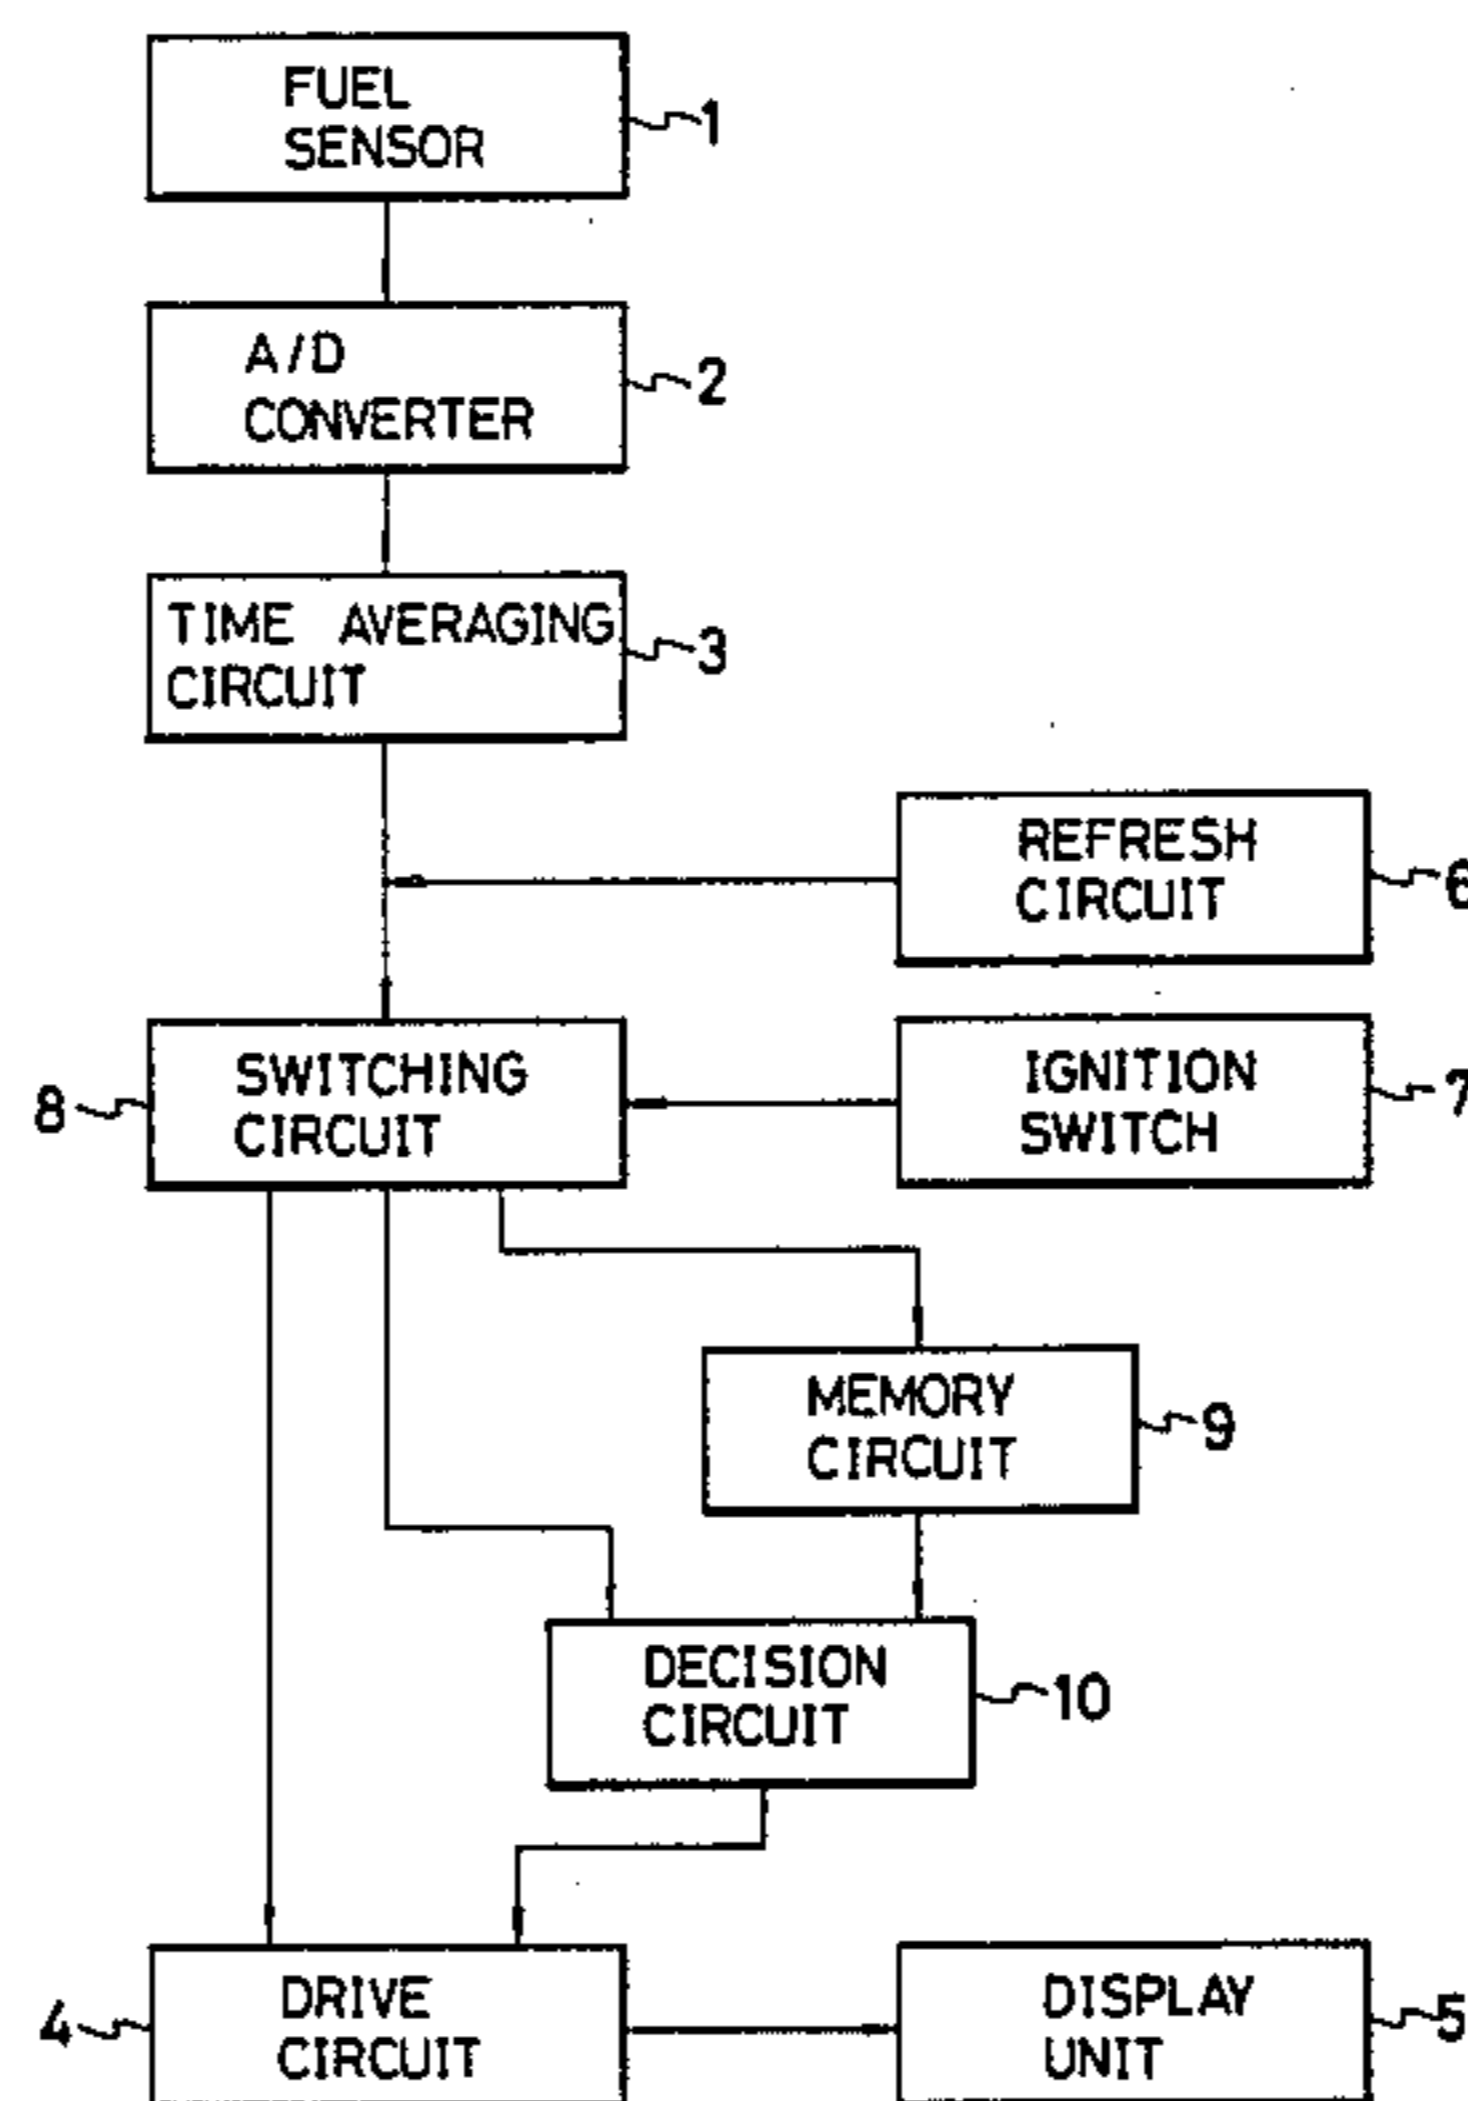 FUEL
SENSOR
1
A/D
CONVERTER
2
TIME AVERAGING
CIRCUIT
3
REFRESH
CIRCUIT
6
8
SWITCHING
CIRCUIT
IGNITION
SWITCH
7
MEMORY
CIRCUIT
9
DECISION
CIRCUIT
10
4
DRIVE
CIRCUIT
DISPLAY
UNIT
5